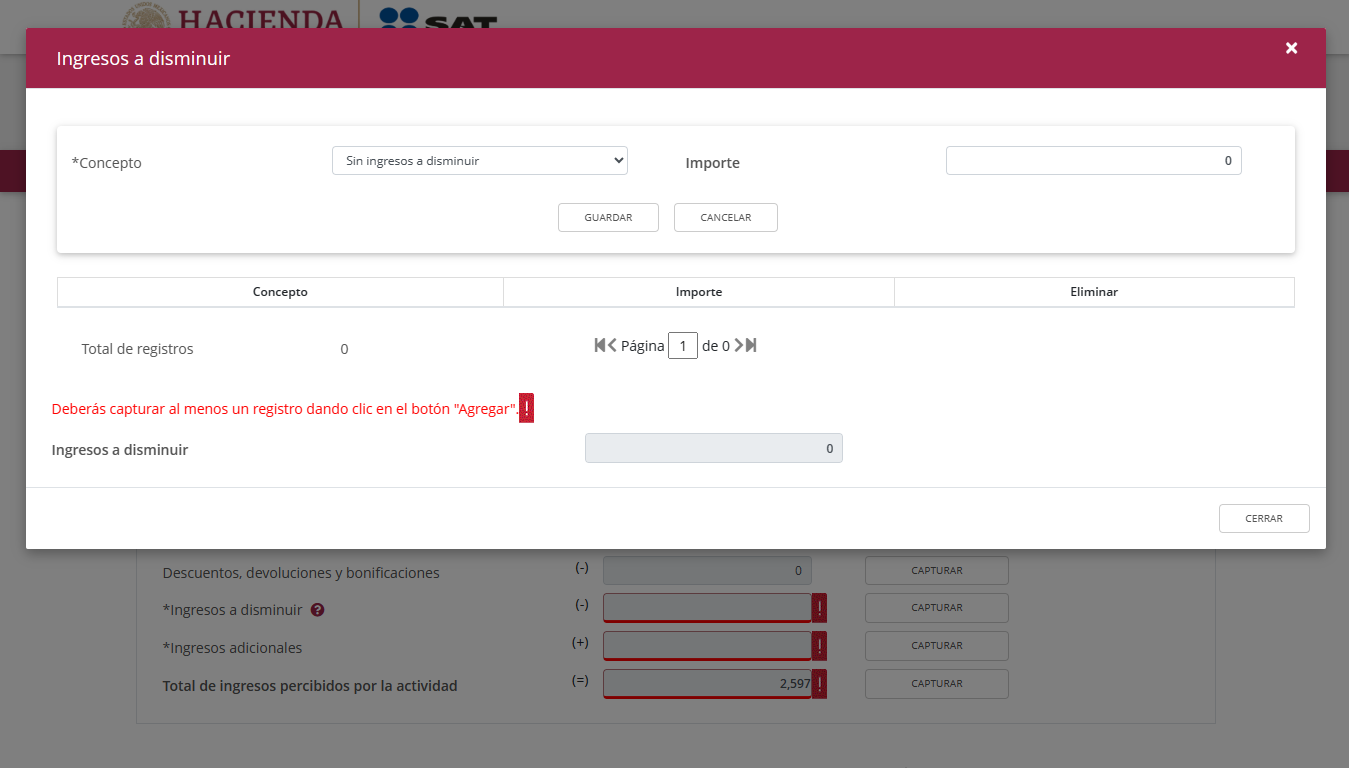 HACIENDA
SAT
Ingresos a disminuir ×
*Concepto Sin ingresos a disminuir Importe 0
GUARDAR CANCELAR
Concepto Importe Eliminar
Total de registros 0 Página 1 de 0
Deberás capturar al menos un registro dando clic en el botón "Agregar". !
Ingresos a disminuir 0
CERRAR
Descuentos, devoluciones y bonificaciones (-) 0 CAPTURAR
*Ingresos a disminuir ? (-) ! CAPTURAR
*Ingresos adicionales (+) ! CAPTURAR
Total de ingresos percibidos por la actividad (=) 2,597 ! CAPTURAR